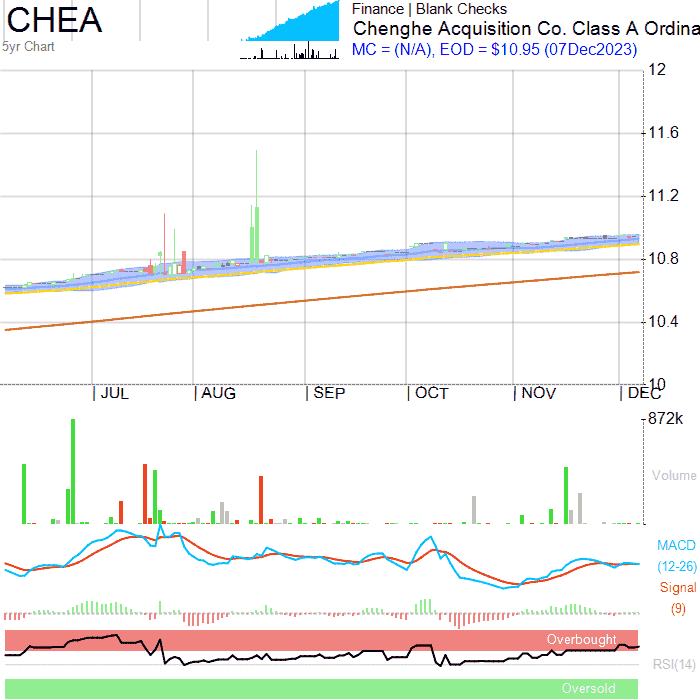 CHEA
5yr Chart
Finance | Blank Checks
Chenghe Acquisition Co. Class A Ordina
MC = (N/A), EOD = $10.95 (07Dec2023)
12
11.6
11.2
10.8
10.4
10
JUL AUG SEP OCT NOV DEC
872k
Volume
MACD
(12-26)
Signal
(9)
Overbought
RSI(14)
Oversold